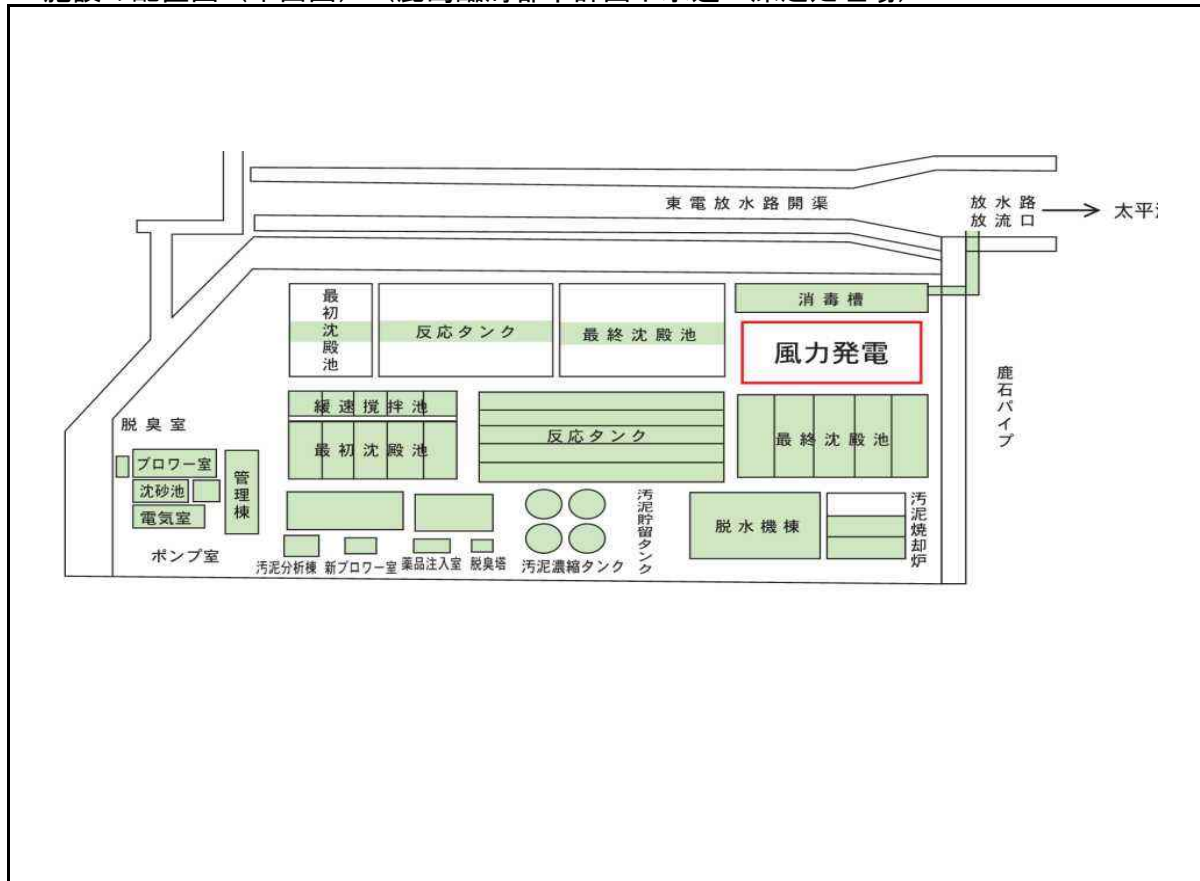 東電放水路開渠
放水路
放流口
太平
最初沈殿池
反応タンク
最終沈殿池
消毒槽
風力発電
鹿石パイプ
緩速撹拌池
最初沈殿池
反応タンク
最終沈殿池
脱臭室
ブロワー室
沈砂池
電気室
管理棟
ポンプ室
汚泥分析棟
新ブロワー室
薬品注入室
脱臭塔
汚泥濃縮タンク
汚泥貯留タンク
脱水機棟
汚泥焼却炉